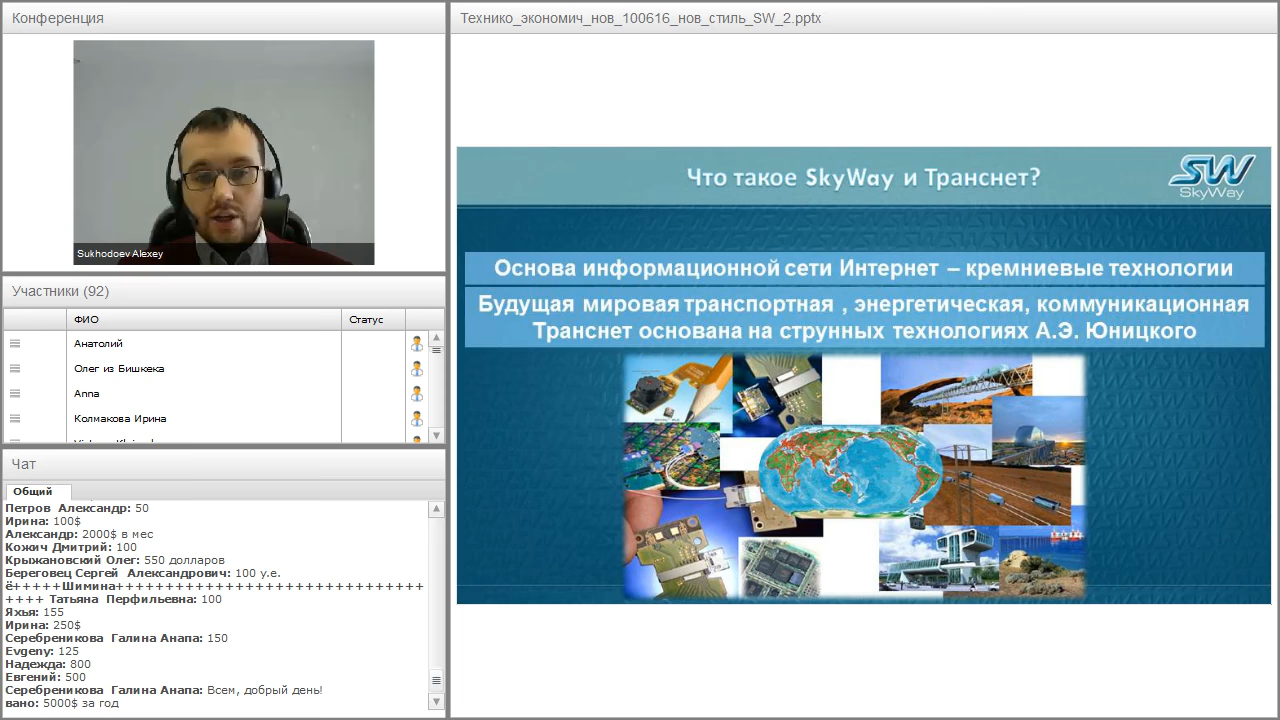 Конференция
Sukhodoev Alexey
Участники (92)
ФИО
Статус
Анатолий
Олег из Бишкека
Anna
Колмакова Ирина
Чат
Общий
Петров Александр: 50
Ирина: 100$
Александр: 2000$ в мес
Кожич Дмитрий: 100
Крыжановский Олег: 550 долларов
Береговец Сергей Александрович: 100 у.е.
ё++++++Шимина++++++++++++++++++++++++++++++++++
++++ Татьяна Перфильевна: 100
Яхья: 155
Ирина: 250$
Серебреникова Галина Анапа: 150
Evgeny: 125
Надежда: 800
Евгений: 500
Серебреникова Галина Анапа: Всем, добрый день!
вано: 5000$ за год
Технико_экономич_нов_100616_нов_стиль_SW_2.pptx
Что такое SkyWay и Транснет?
SW
SkyWay
Основа информационной сети Интернет – кремниевые технологии
Будущая мировая транспортная , энергетическая, коммуникационная
Транснет основана на струнных технологиях А.Э. Юницкого